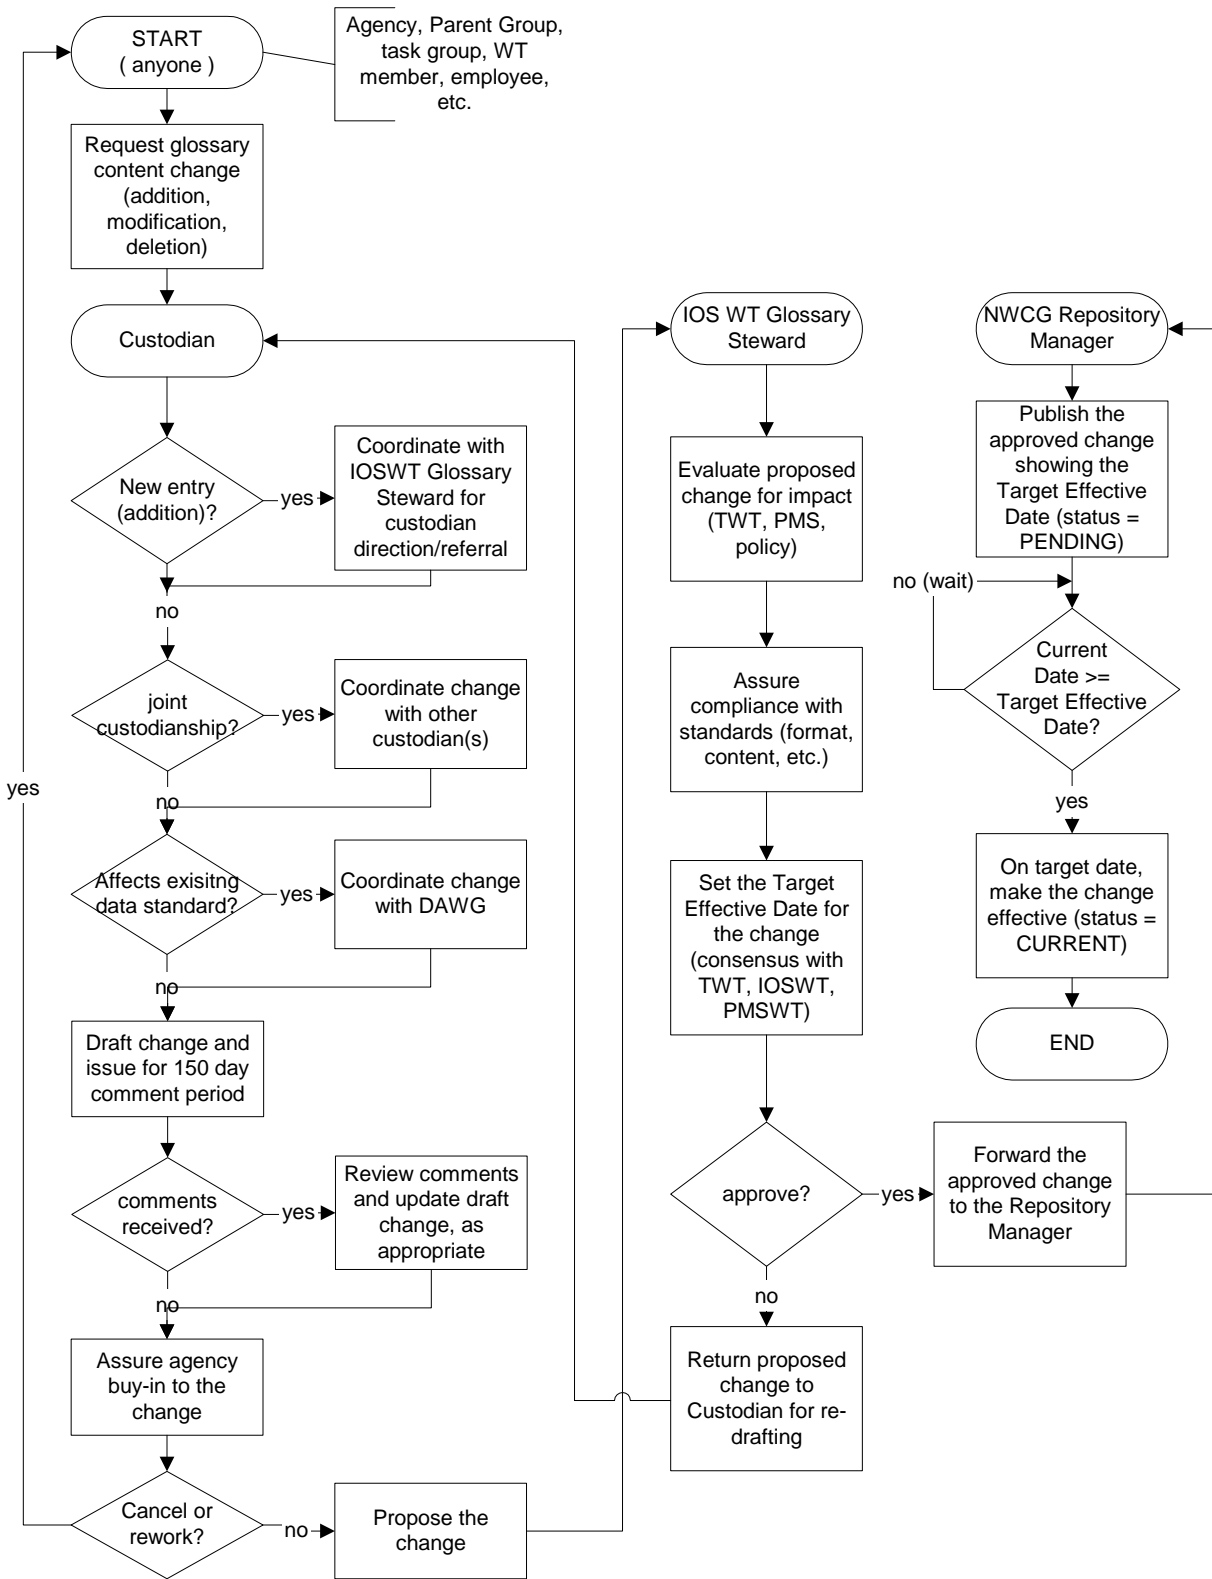 START
( anyone )
Agency, Parent Group,
task group, WT
member, employee,
etc.
Request glossary
content change
(addition,
modification,
deletion)
Custodian
New entry
(addition)?
yes
Coordinate with
IOSWT Glossary
Steward for
custodian
direction/referral
no
joint
custodianship?
yes
Coordinate change
with other
custodian(s)
no
Affects exisitng
data standard?
yes
Coordinate change
with DAWG
no
Draft change and
issue for 150 day
comment period
comments
received?
yes
Review comments
and update draft
change, as
appropriate
no
Assure agency
buy-in to the
change
Cancel or
rework?
yes
no
Propose the
change
IOS WT Glossary
Steward
Evaluate proposed
change for impact
(TWT, PMS,
policy)
Assure
compliance with
standards (format,
content, etc.)
Set the Target
Effective Date for
the change
(consensus with
TWT, IOSWT,
PMSWT)
approve?
yes
Forward the
approved change
to the Repository
Manager
no
Return proposed
change to
Custodian for re-
drafting
NWCG Repository
Manager
Publish the
approved change
showing the
Target Effective
Date (status =
PENDING)
no (wait)
Current
Date >=
Target Effective
Date?
yes
On target date,
make the change
effective (status =
CURRENT)
END